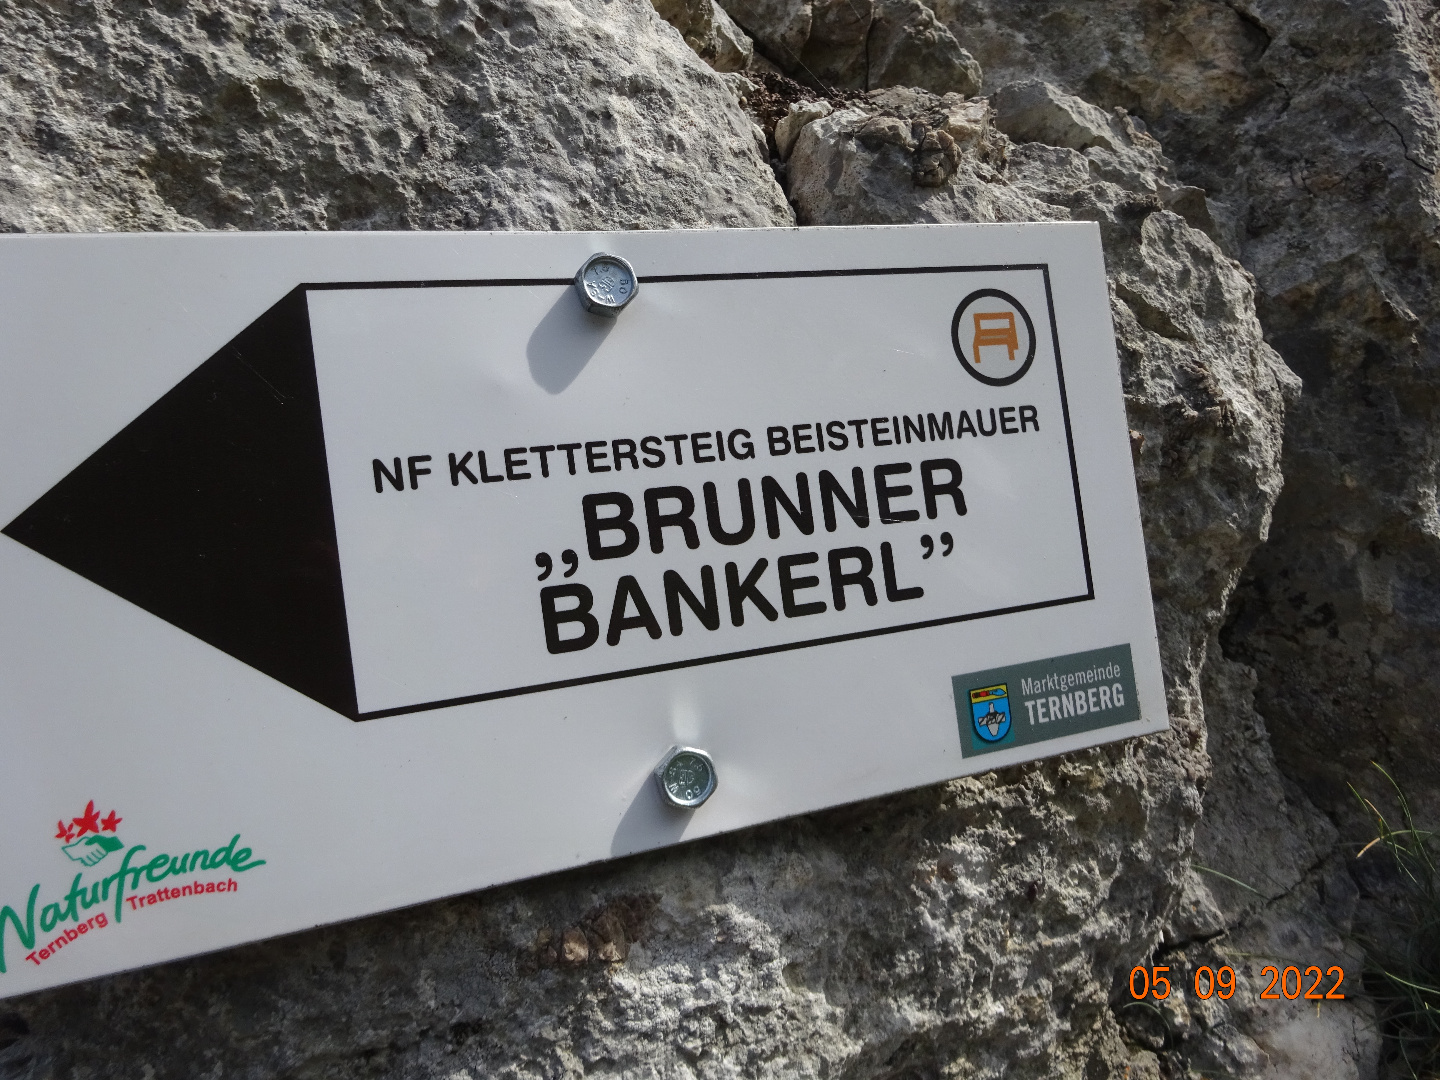 NF KLETTERSTEIG BEISTEINMAUER
„BRUNNER
BANKERL”
Marktgemeinde
TERNBERG
Naturfreunde
Ternberg Trattenbach
05 09 2022